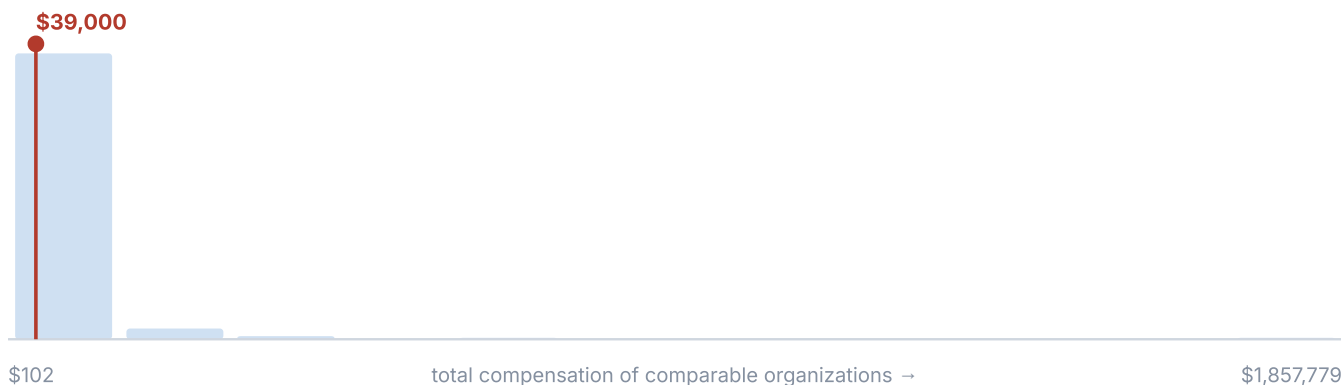 $39,000
$102
total compensation of comparable organizations →
$1,857,779